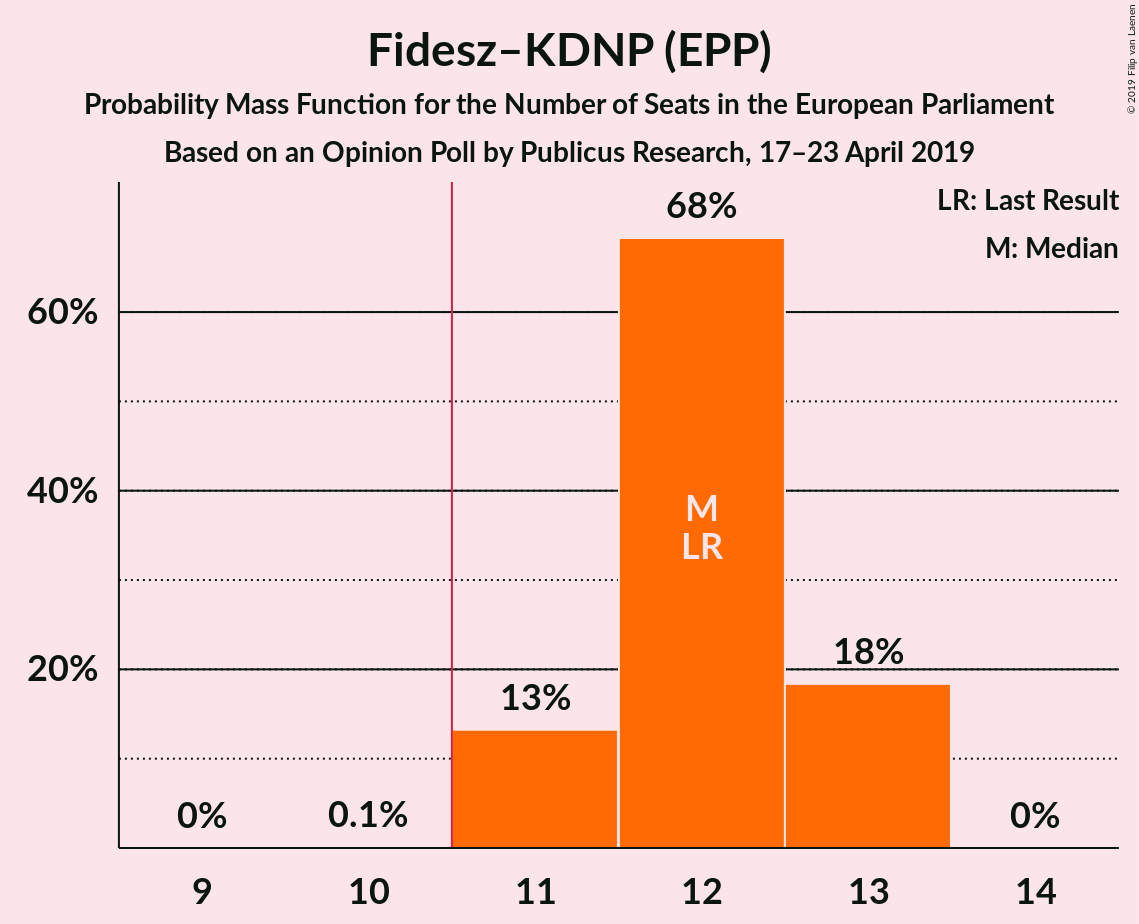 Fidesz–KDNP (EPP)
Probability Mass Function for the Number of Seats in the European Parliament
Based on an Opinion Poll by Publicus Research, 17–23 April 2019
© 2019 Filip van Laenen
LR: Last Result
M: Median
68%
60%
40%
M
LR
20%
18%
13%
0%
0.1%
0%
9
10
11
12
13
14